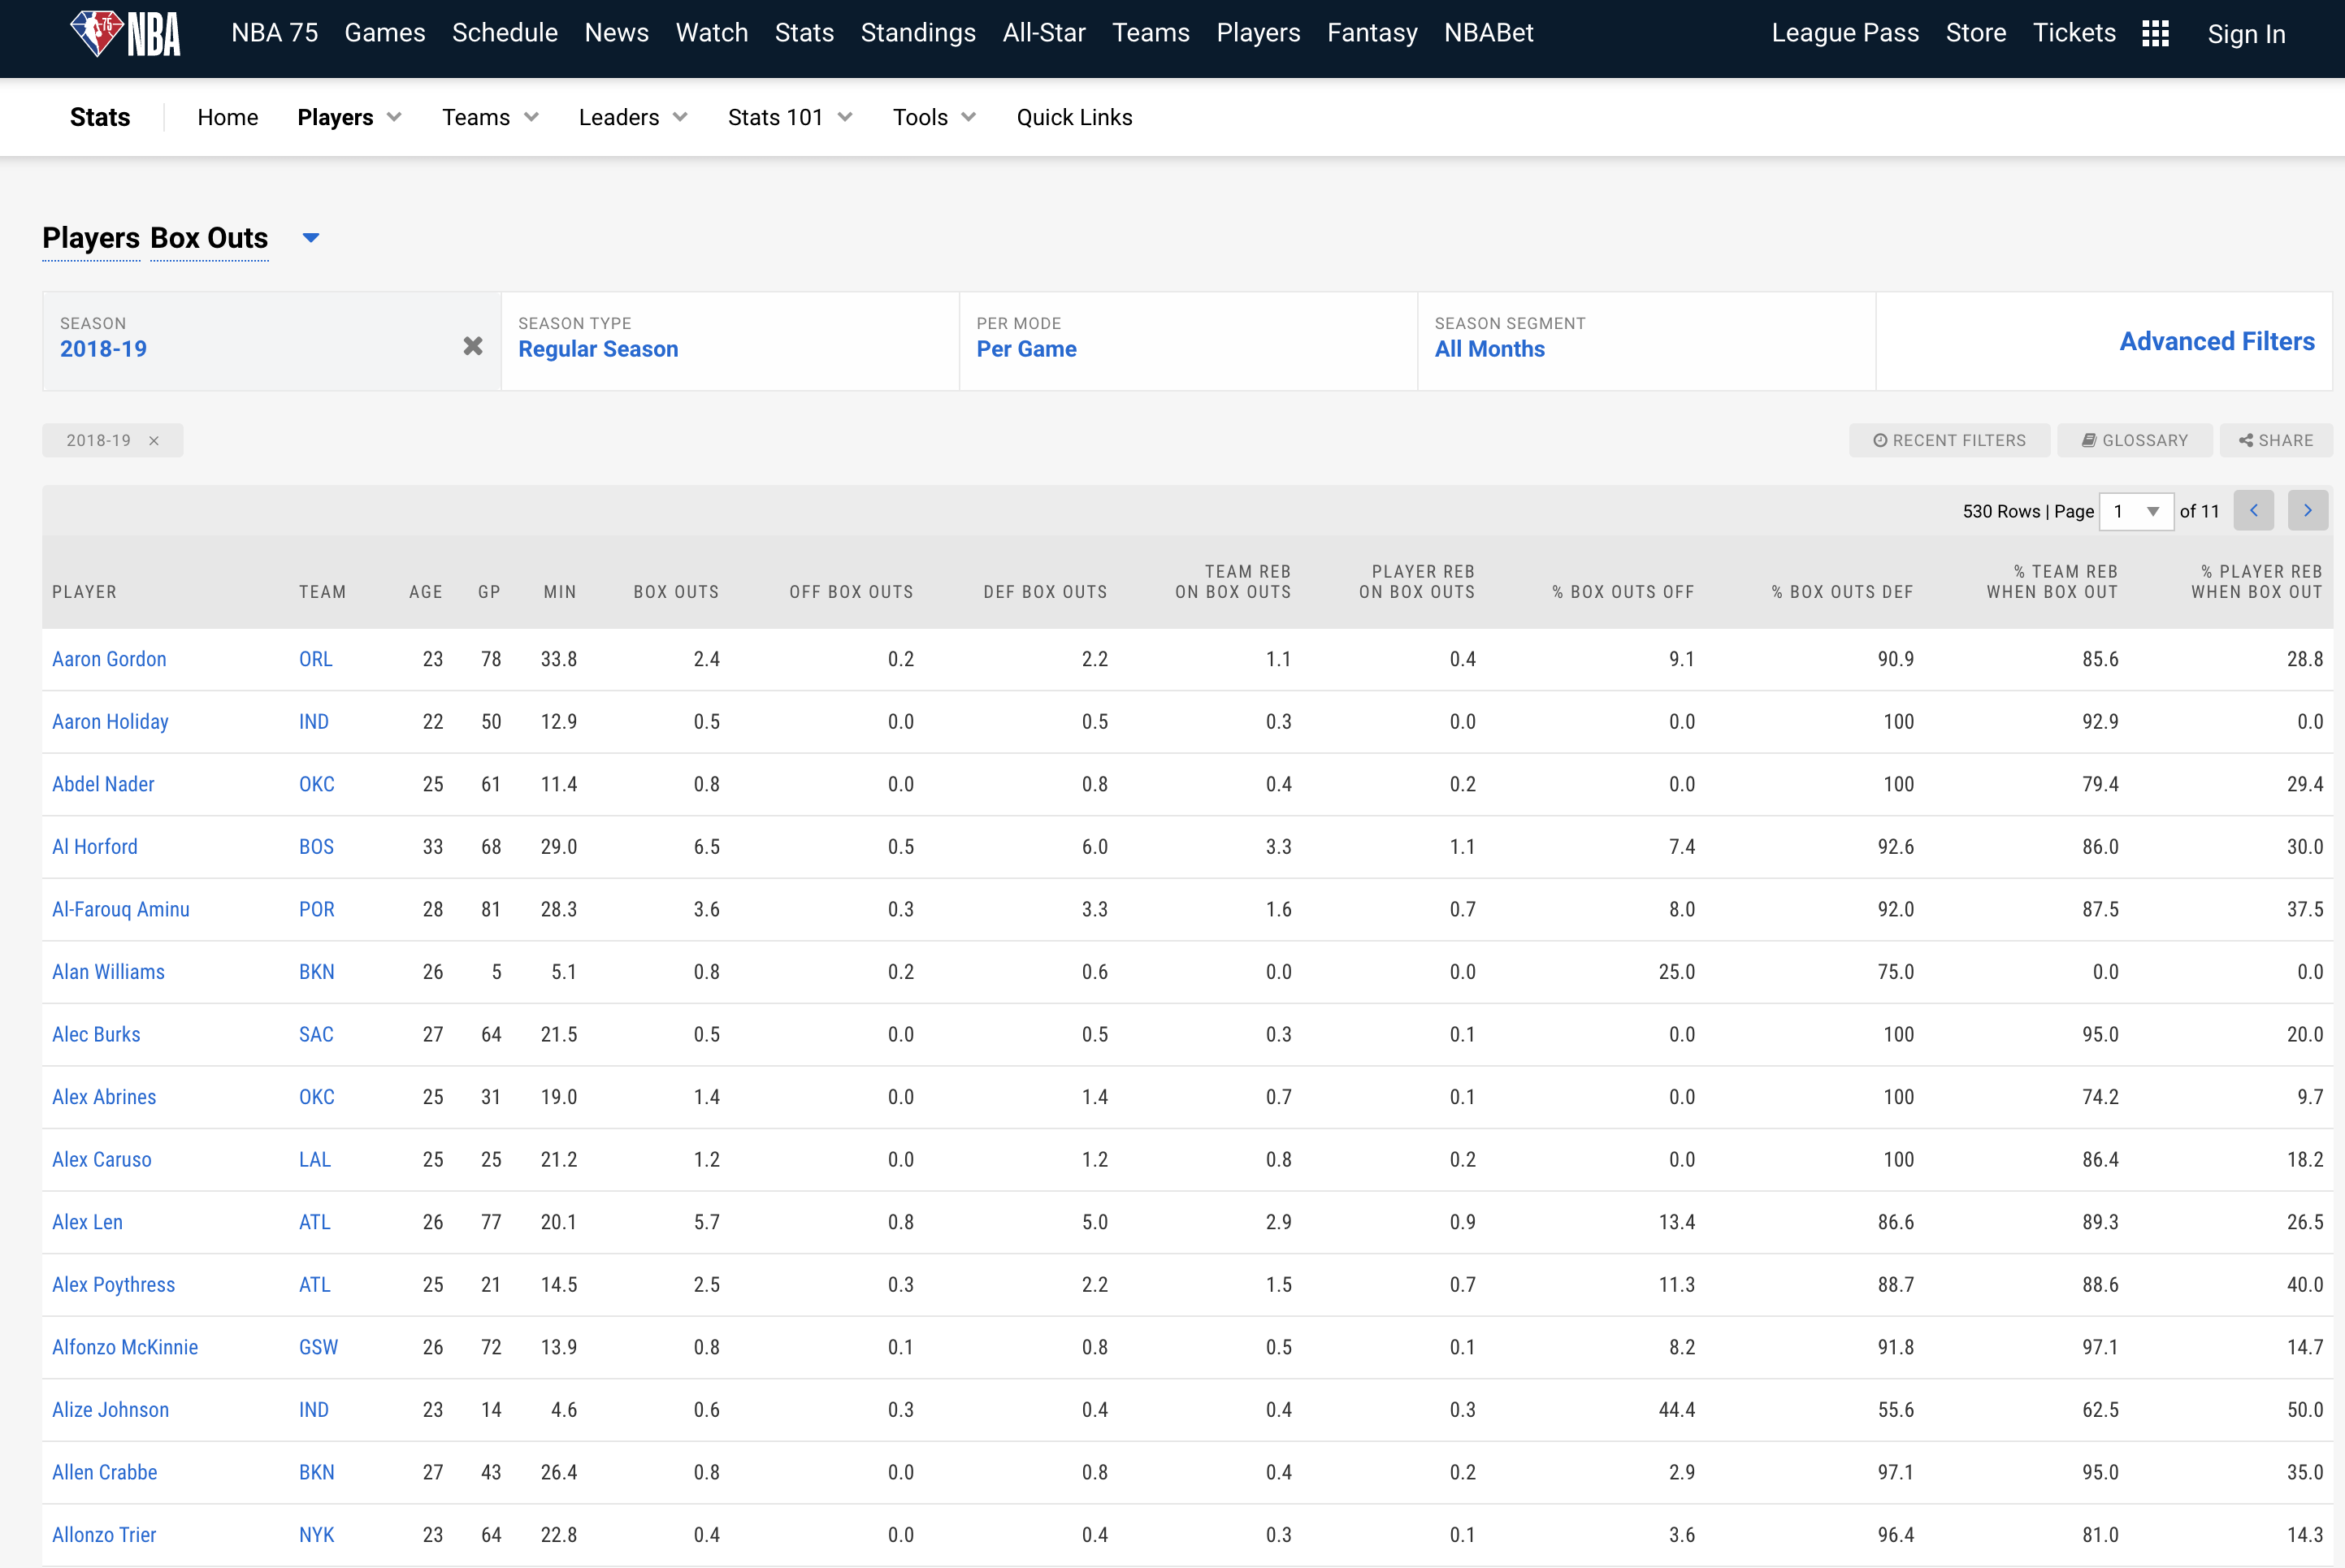 75 NBA NBA 75 Games Schedule News Watch Stats Standings All-Star Teams Players Fantasy NBABet League Pass Store Tickets Sign In
Stats Home Players Teams Leaders Stats 101 Tools Quick Links
Players Box Outs
SEASON SEASON TYPE PER MODE SEASON SEGMENT
2018-19 Regular Season Per Game All Months Advanced Filters
2018-19 × RECENT FILTERS GLOSSARY SHARE
530 Rows | Page 1 of 11
PLAYER TEAM AGE GP MIN BOX OUTS OFF BOX OUTS DEF BOX OUTS TEAM REB ON BOX OUTS PLAYER REB ON BOX OUTS % BOX OUTS OFF % BOX OUTS DEF % TEAM REB WHEN BOX OUT % PLAYER REB WHEN BOX OUT
Aaron Gordon ORL 23 78 33.8 2.4 0.2 2.2 1.1 0.4 9.1 90.9 85.6 28.8
Aaron Holiday IND 22 50 12.9 0.5 0.0 0.5 0.3 0.0 0.0 100 92.9 0.0
Abdel Nader OKC 25 61 11.4 0.8 0.0 0.8 0.4 0.2 0.0 100 79.4 29.4
Al Horford BOS 33 68 29.0 6.5 0.5 6.0 3.3 1.1 7.4 92.6 86.0 30.0
Al-Farouq Aminu POR 28 81 28.3 3.6 0.3 3.3 1.6 0.7 8.0 92.0 87.5 37.5
Alan Williams BKN 26 5 5.1 0.8 0.2 0.6 0.0 0.0 25.0 75.0 0.0 0.0
Alec Burks SAC 27 64 21.5 0.5 0.0 0.5 0.3 0.1 0.0 100 95.0 20.0
Alex Abrines OKC 25 31 19.0 1.4 0.0 1.4 0.7 0.1 0.0 100 74.2 9.7
Alex Caruso LAL 25 25 21.2 1.2 0.0 1.2 0.8 0.2 0.0 100 86.4 18.2
Alex Len ATL 26 77 20.1 5.7 0.8 5.0 2.9 0.9 13.4 86.6 89.3 26.5
Alex Poythress ATL 25 21 14.5 2.5 0.3 2.2 1.5 0.7 11.3 88.7 88.6 40.0
Alfonzo McKinnie GSW 26 72 13.9 0.8 0.1 0.8 0.5 0.1 8.2 91.8 97.1 14.7
Alize Johnson IND 23 14 4.6 0.6 0.3 0.4 0.4 0.3 44.4 55.6 62.5 50.0
Allen Crabbe BKN 27 43 26.4 0.8 0.0 0.8 0.4 0.2 2.9 97.1 95.0 35.0
Allonzo Trier NYK 23 64 22.8 0.4 0.0 0.4 0.3 0.1 3.6 96.4 81.0 14.3